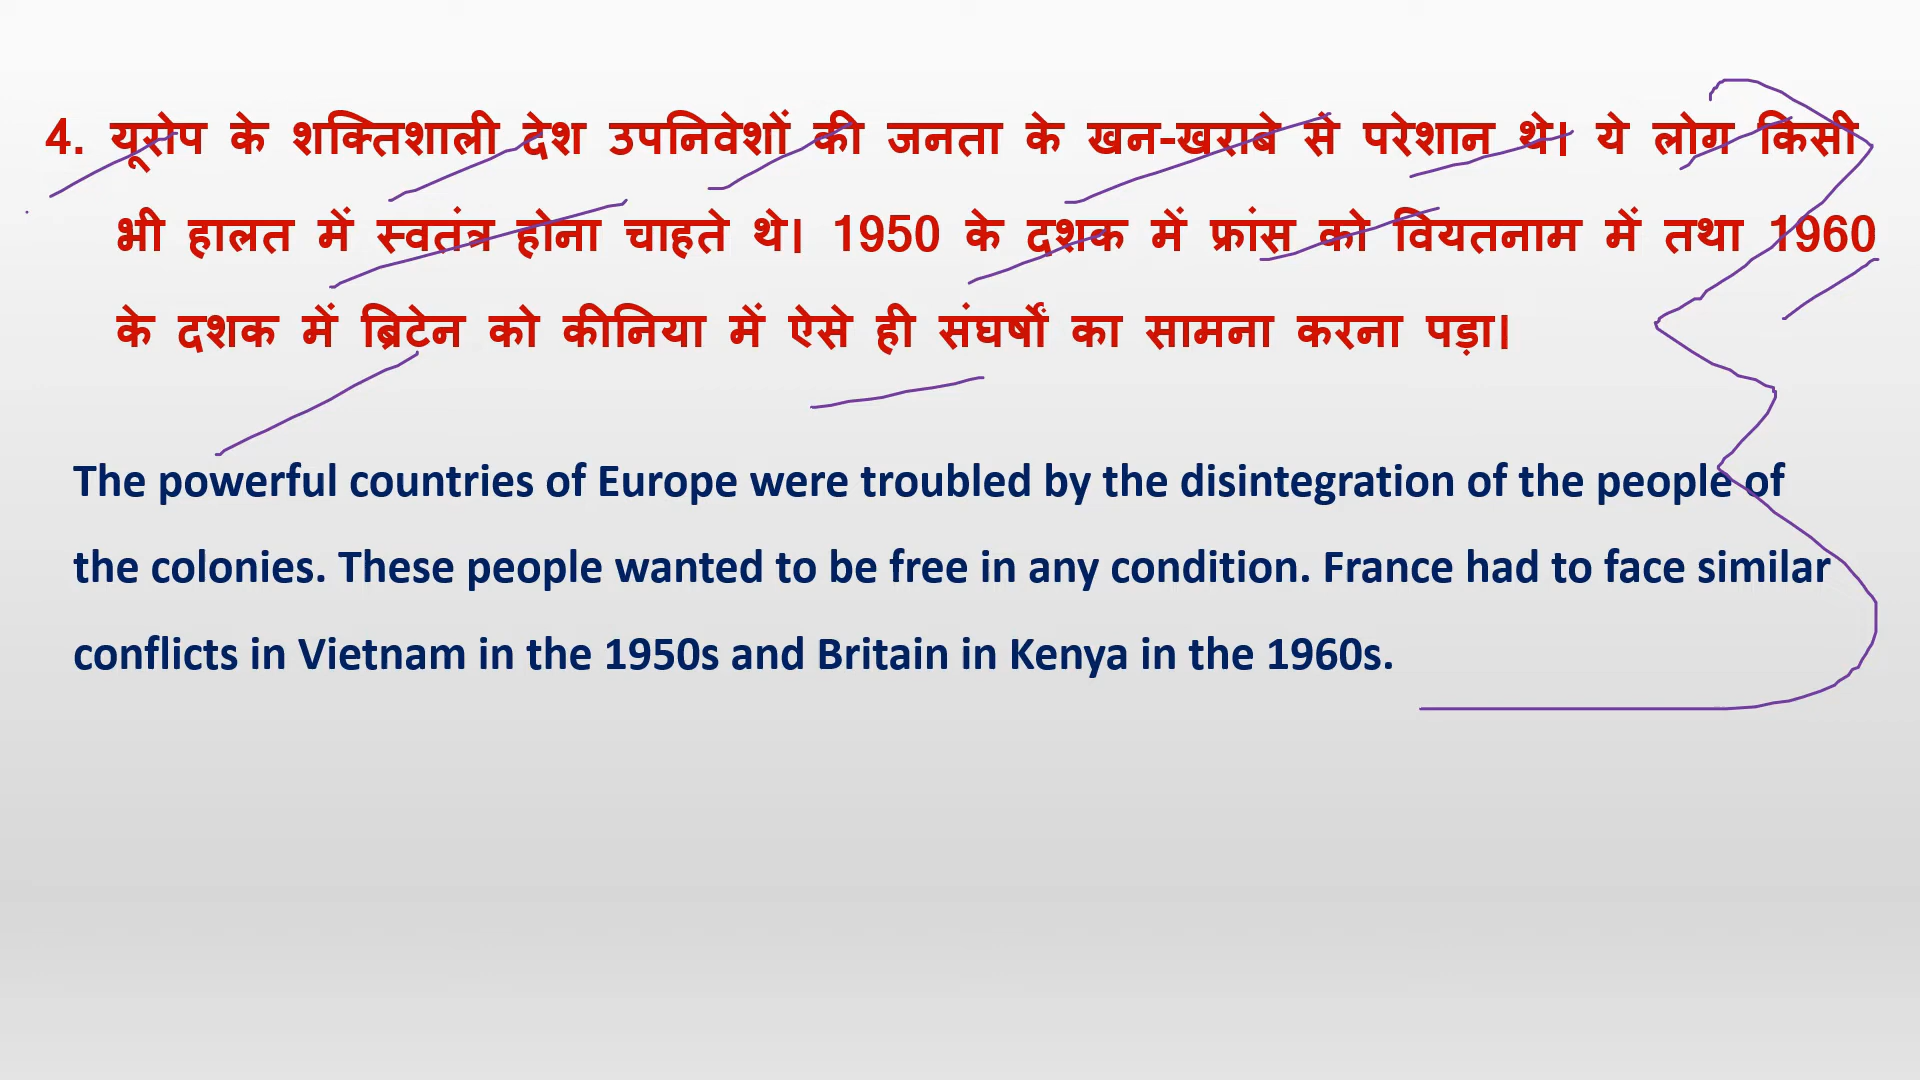 4. यूरोप के शक्तिशाली देश उपनिवेशों की जनता के खन-खराबे से परेशान थे। ये लोग किसी
भी हालत में स्वतंत्र होना चाहते थे। 1950 के दशक में फ्रांस को वियतनाम में तथा 1960
के दशक में ब्रिटेन को कीनिया में ऐसे ही संघर्षों का सामना करना पड़ा।
The powerful countries of Europe were troubled by the disintegration of the people of
the colonies. These people wanted to be free in any condition. France had to face similar
conflicts in Vietnam in the 1950s and Britain in Kenya in the 1960s.